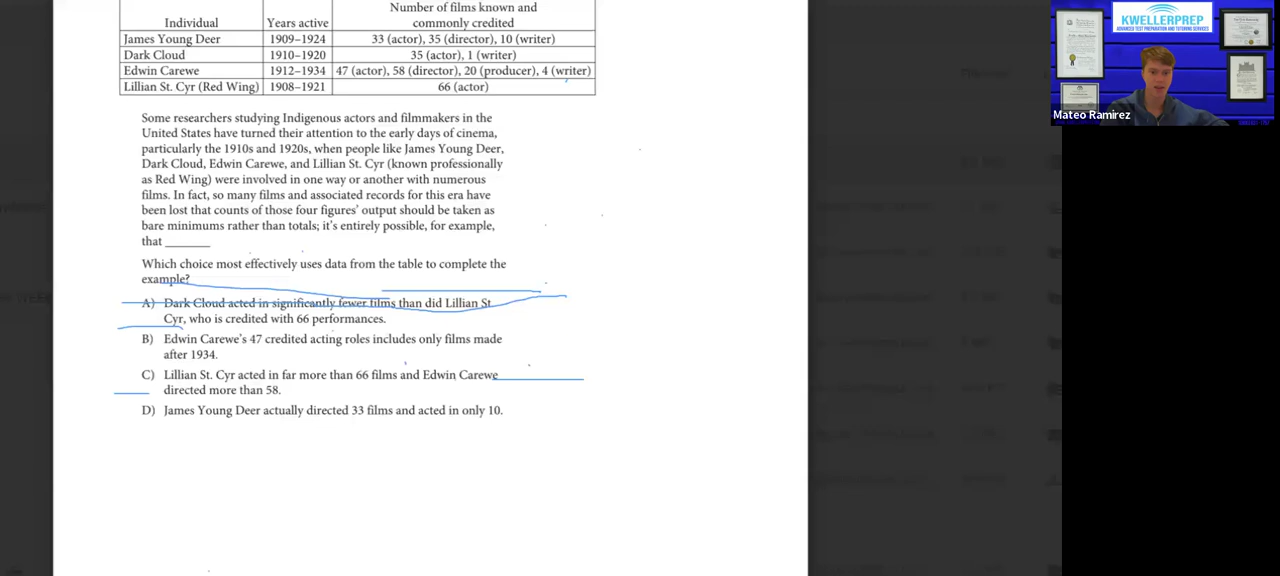 Number of films known and
Individual Years active commonly credited
James Young Deer 1909–1924 33 (actor), 35 (director), 10 (writer)
Dark Cloud 1910–1920 35 (actor), 1 (writer)
Edwin Carewe 1912–1934 47 (actor), 58 (director), 20 (producer), 4 (writer)
Lillian St. Cyr (Red Wing) 1908–1921 66 (actor)
Some researchers studying Indigenous actors and filmmakers in the
United States have turned their attention to the early days of cinema,
particularly the 1910s and 1920s, when people like James Young Deer,
Dark Cloud, Edwin Carewe, and Lillian St. Cyr (known professionally
as Red Wing) were involved in one way or another with numerous
films. In fact, so many films and associated records for this era have
been lost that counts of those four figures' output should be taken as
bare minimums rather than totals; it's entirely possible, for example,
that ______
Which choice most effectively uses data from the table to complete the
example?
A) Dark Cloud acted in significantly fewer films than did Lillian St.
Cyr, who is credited with 66 performances.
B) Edwin Carewe's 47 credited acting roles includes only films made
after 1934.
C) Lillian St. Cyr acted in far more than 66 films and Edwin Carewe
directed more than 58.
D) James Young Deer actually directed 33 films and acted in only 10.
KWELLERPREP
ADVANCED TEST PREPARATION AND TUTORING SERVICES
Mateo Ramirez